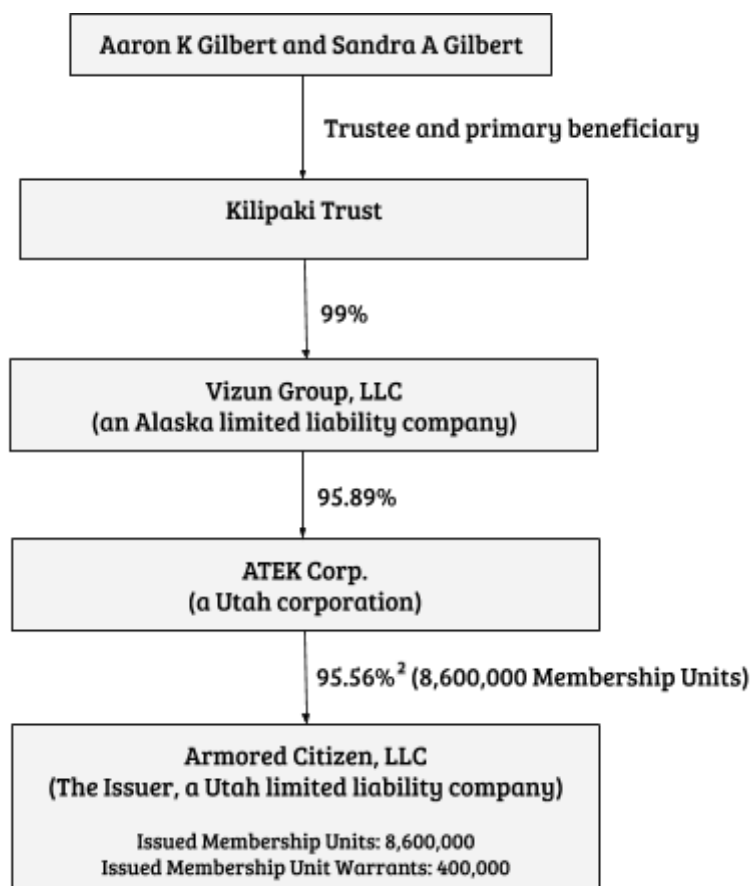 Aaron K Gilbert and Sandra A Gilbert
Trustee and primary beneficiary
Kilipaki Trust
99%
Vizun Group, LLC
(an Alaska limited liability company)
95.89%
ATEK Corp.
(a Utah corporation)
95.56%² (8,600,000 Membership Units)
Armored Citizen, LLC
(The Issuer, a Utah limited liability company)
Issued Membership Units: 8,600,000
Issued Membership Unit Warrants: 400,000